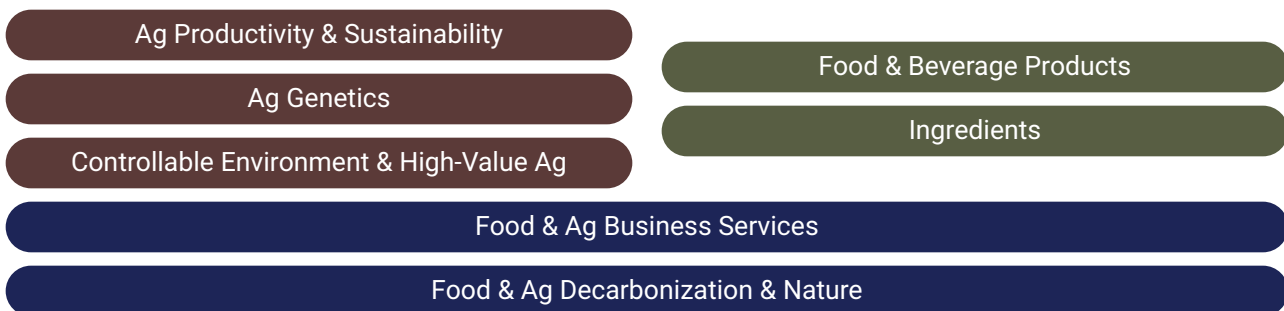 Ag Productivity & Sustainability
Ag Genetics
Controllable Environment & High-Value Ag
Food & Beverage Products
Ingredients
Food & Ag Business Services
Food & Ag Decarbonization & Nature